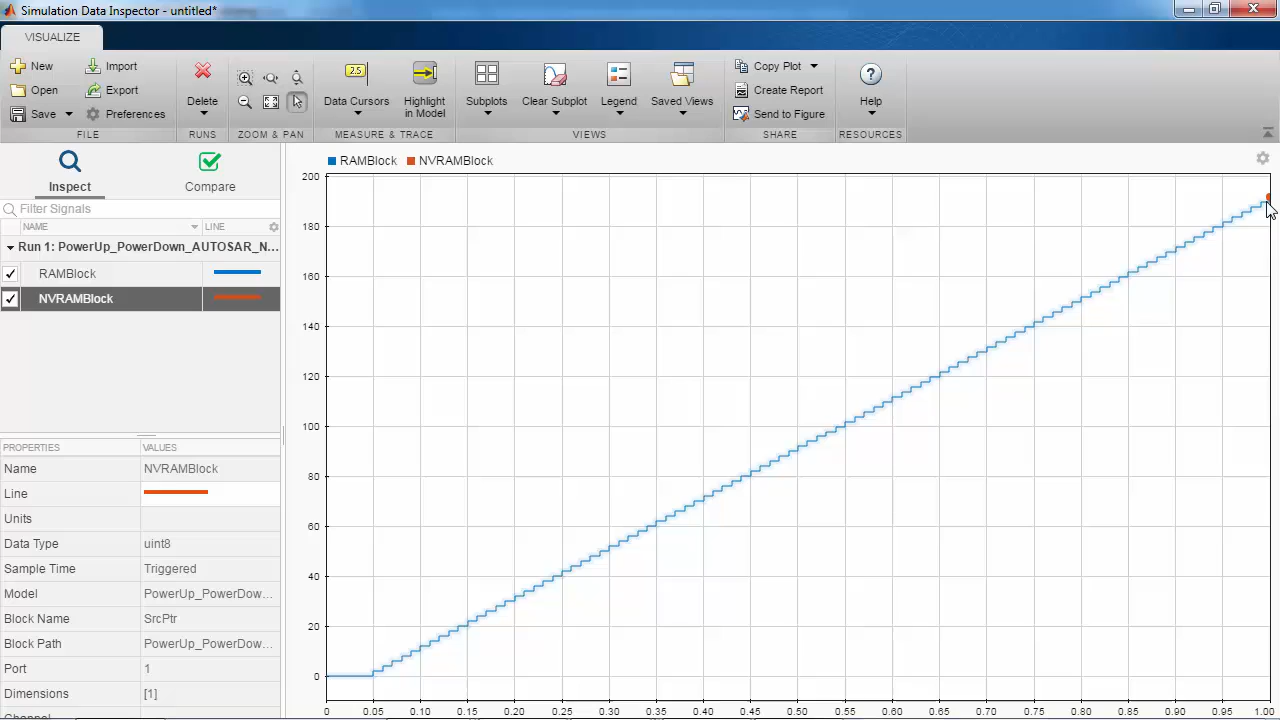 Simulation Data Inspector - untitled*
VISUALIZE
New
Import
Open
Export
Save
Preferences
FILE
Delete
RUNS
ZOOM & PAN
2.5
Data Cursors
Highlight
in Model
MEASURE & TRACE
Subplots
Clear Subplot
Legend
Saved Views
VIEWS
Copy Plot
Create Report
Send to Figure
SHARE
Help
RESOURCES
Inspect
Compare
Filter Signals
NAME LINE
Run 1: PowerUp_PowerDown_AUTOSAR_N...
RAMBlock
NVRAMBlock
PROPERTIES VALUES
Name NVRAMBlock
Line
Units
Data Type uint8
Sample Time Triggered
Model PowerUp_PowerDow...
Block Name SrcPtr
Block Path PowerUp_PowerDow...
Port 1
Dimensions [1]
RAMBlock NVRAMBlock
200
180
160
140
120
100
80
60
40
20
0
0 0.05 0.10 0.15 0.20 0.25 0.30 0.35 0.40 0.45 0.50 0.55 0.60 0.65 0.70 0.75 0.80 0.85 0.90 0.95 1.00